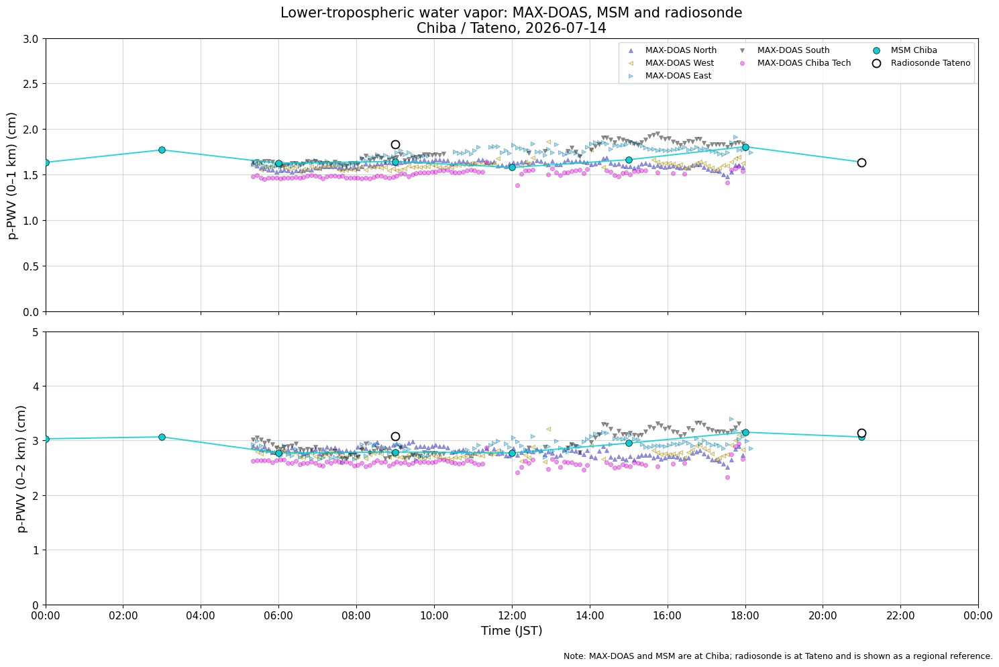 Lower-tropospheric water vapor: MAX-DOAS, MSM and radiosonde
Chiba / Tateno, 2026-07-14
3.0
2.5
2.0
1.5
1.0
0.5
0.0
p-PWV (0–1 km) (cm)
MAX-DOAS North
MAX-DOAS West
MAX-DOAS East
MAX-DOAS South
MAX-DOAS Chiba Tech
MSM Chiba
Radiosonde Tateno
5
4
3
2
1
0
p-PWV (0–2 km) (cm)
00:00 02:00 04:00 06:00 08:00 10:00 12:00 14:00 16:00 18:00 20:00 22:00 00:00
Time (JST)
Note: MAX-DOAS and MSM are at Chiba; radiosonde is at Tateno and is shown as a regional reference.